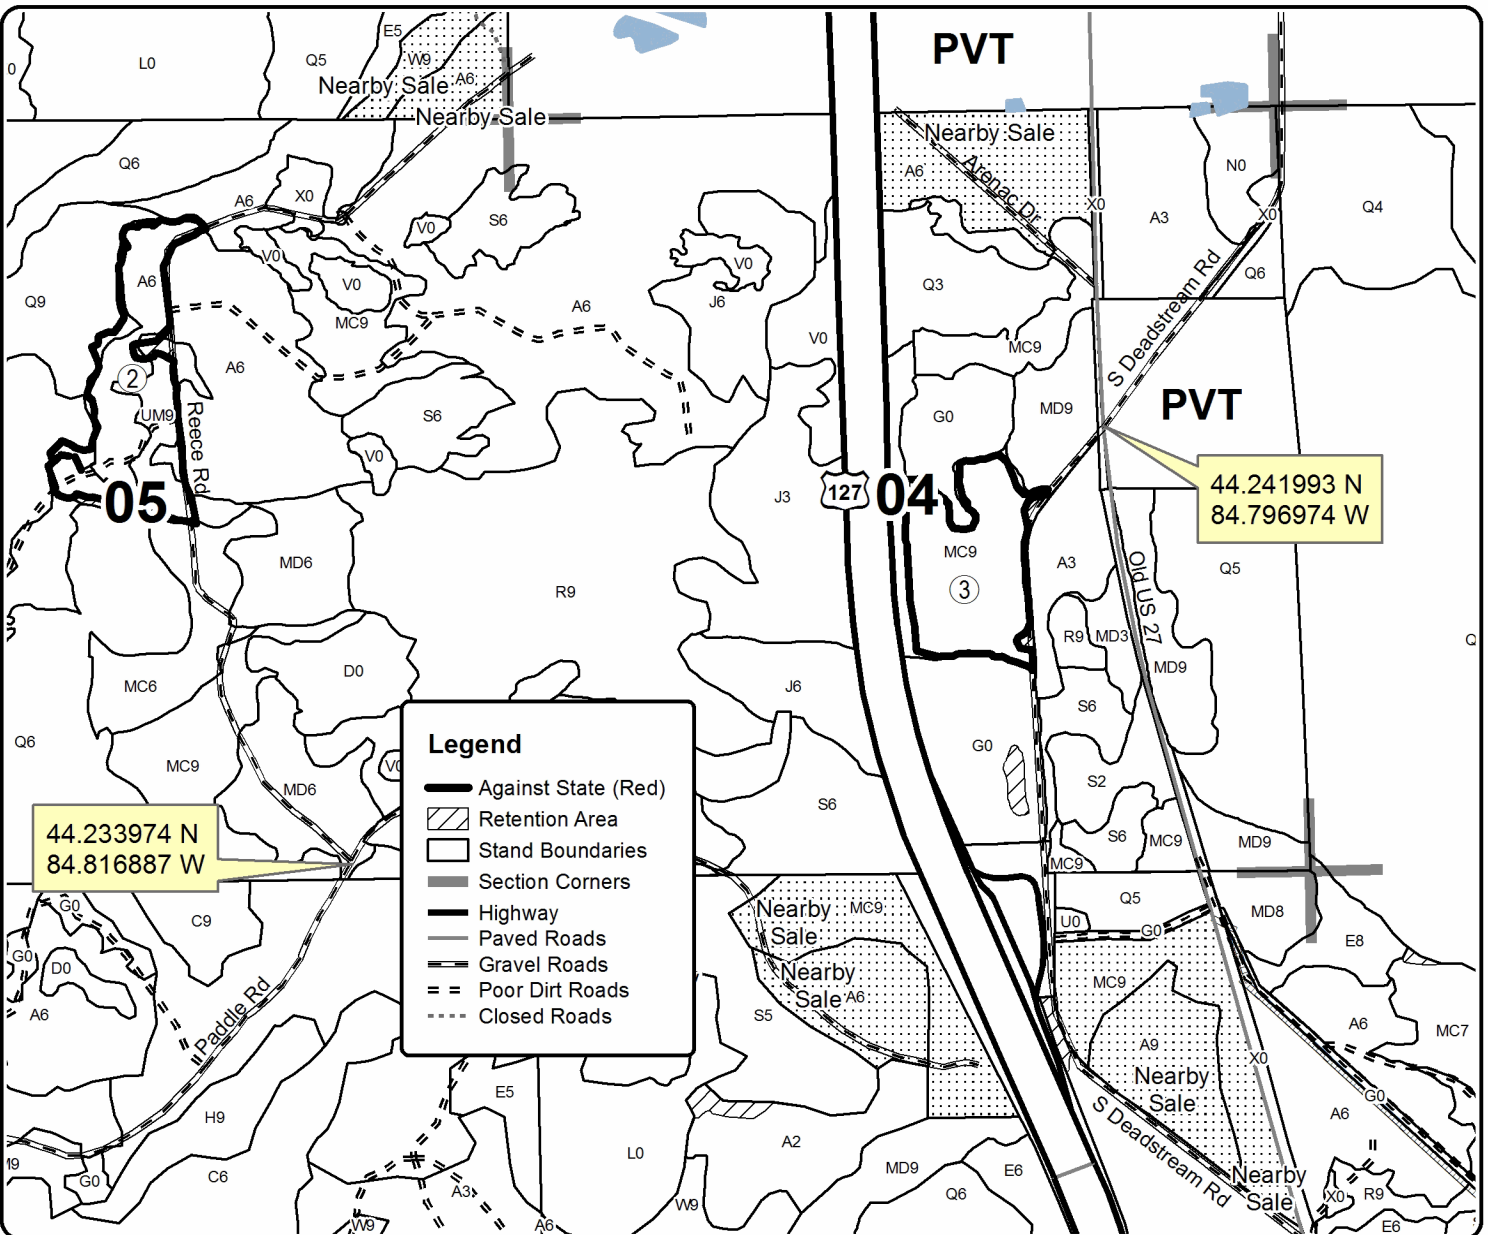 PVT
E5
L0
Q5
W9
0
A6
Nearby Sale
Nearby Sale
Nearby Sale
Q6
A6
X0
A6
Arenac Dr
N0
X0
A3
X0
Q4
S6
V0
V0
V0
V0
A6
Q9
MC9
A6
J6
Q3
Q6
S Deadstream Rd
V0
MC9
A6
2
UM9
Reece Rd
S6
V0
G0
MD9
PVT
44.241993 N
84.796974 W
05
127
04
J3
MC9
3
A3
Old US 27
Q5
MD6
R9
R9
MD3
MD9
Q
D0
MC6
J6
S6
Q6
MC9
MD6
V0
G0
S2
S6
S6
MC9
MC9
MD9
44.233974 N
84.816887 W
Legend
Against State (Red)
Retention Area
Stand Boundaries
Section Corners
Highway
Paved Roads
Gravel Roads
Poor Dirt Roads
Closed Roads
G0
C9
G0
D0
A6
Paddle Rd
Nearby
Sale
MC9
Nearby
Sale
A6
S5
Q5
U0
G0
MD8
E8
MC9
A9
Nearby
Sale
X0
A6
MC7
G0
A6
H9
E5
L0
A2
MD9
Q6
E6
S Deadstream Rd
Nearby
Sale
X0
R9
E6
M9
G0
C6
W9
A3
A6
W9